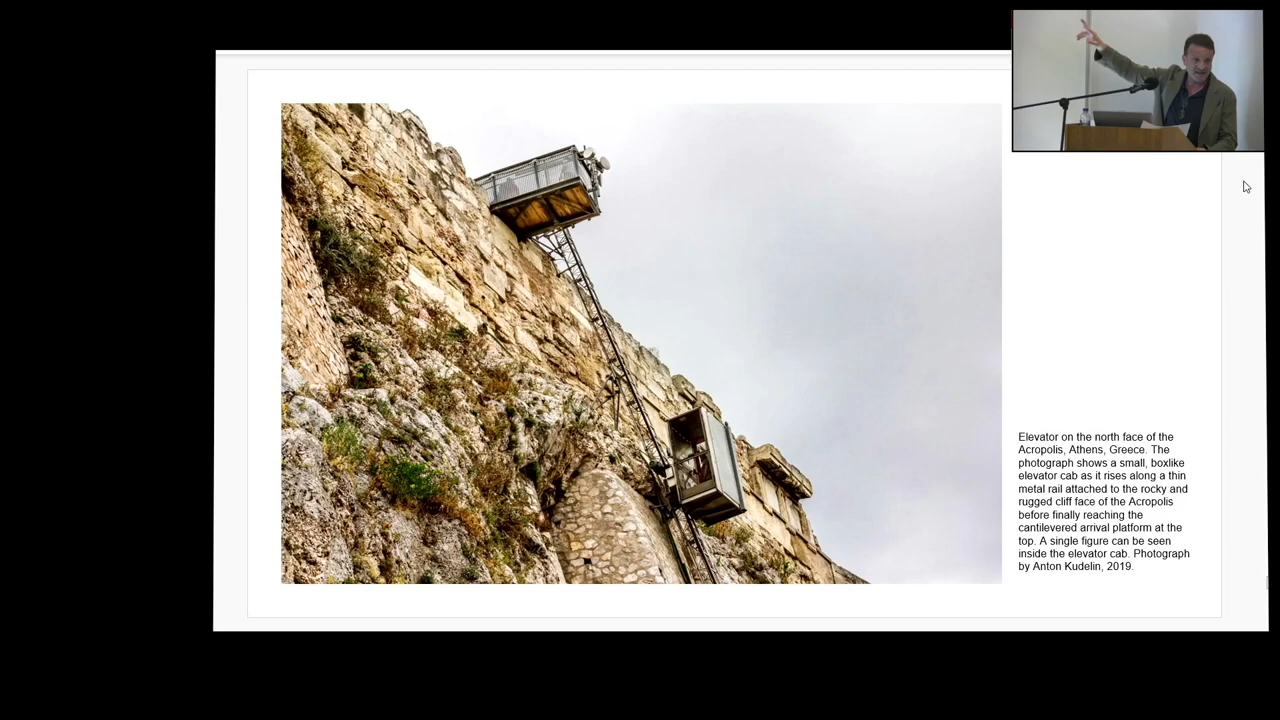 Elevator on the north face of the
Acropolis, Athens, Greece. The
photograph shows a small, boxlike
elevator cab as it rises along a thin
metal rail attached to the rocky and
rugged cliff face of the Acropolis
before finally reaching the
cantilevered arrival platform at the
top. A single figure can be seen
inside the elevator cab. Photograph
by Anton Kudelin, 2019.